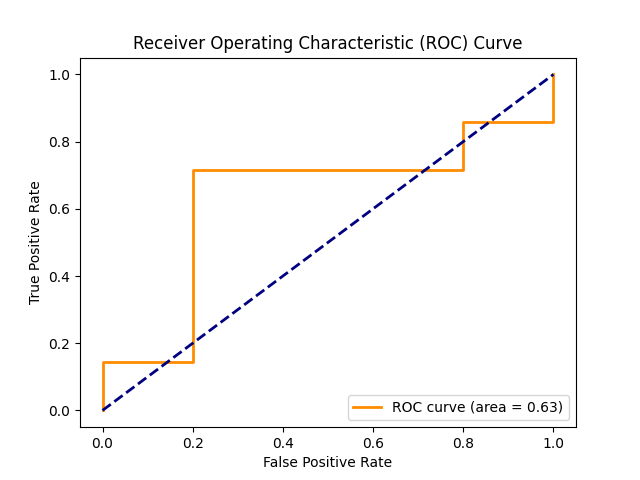 Receiver Operating Characteristic (ROC) Curve
True Positive Rate
1.0
0.8
0.6
0.4
0.2
0.0
ROC curve (area = 0.63)
0.0 0.2 0.4 0.6 0.8 1.0
False Positive Rate